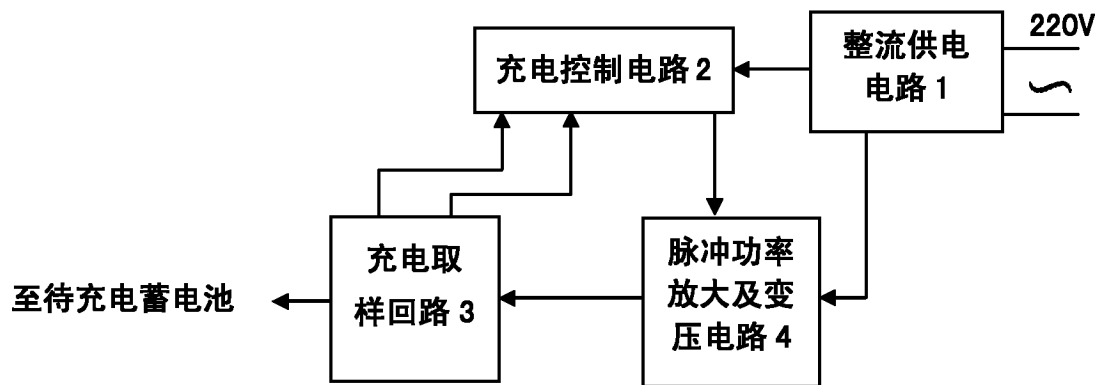 220V
整流供电
电路 1
充电控制电路 2
充电取
样回路 3
脉冲功率
放大及变
压电路 4
至待充电蓄电池